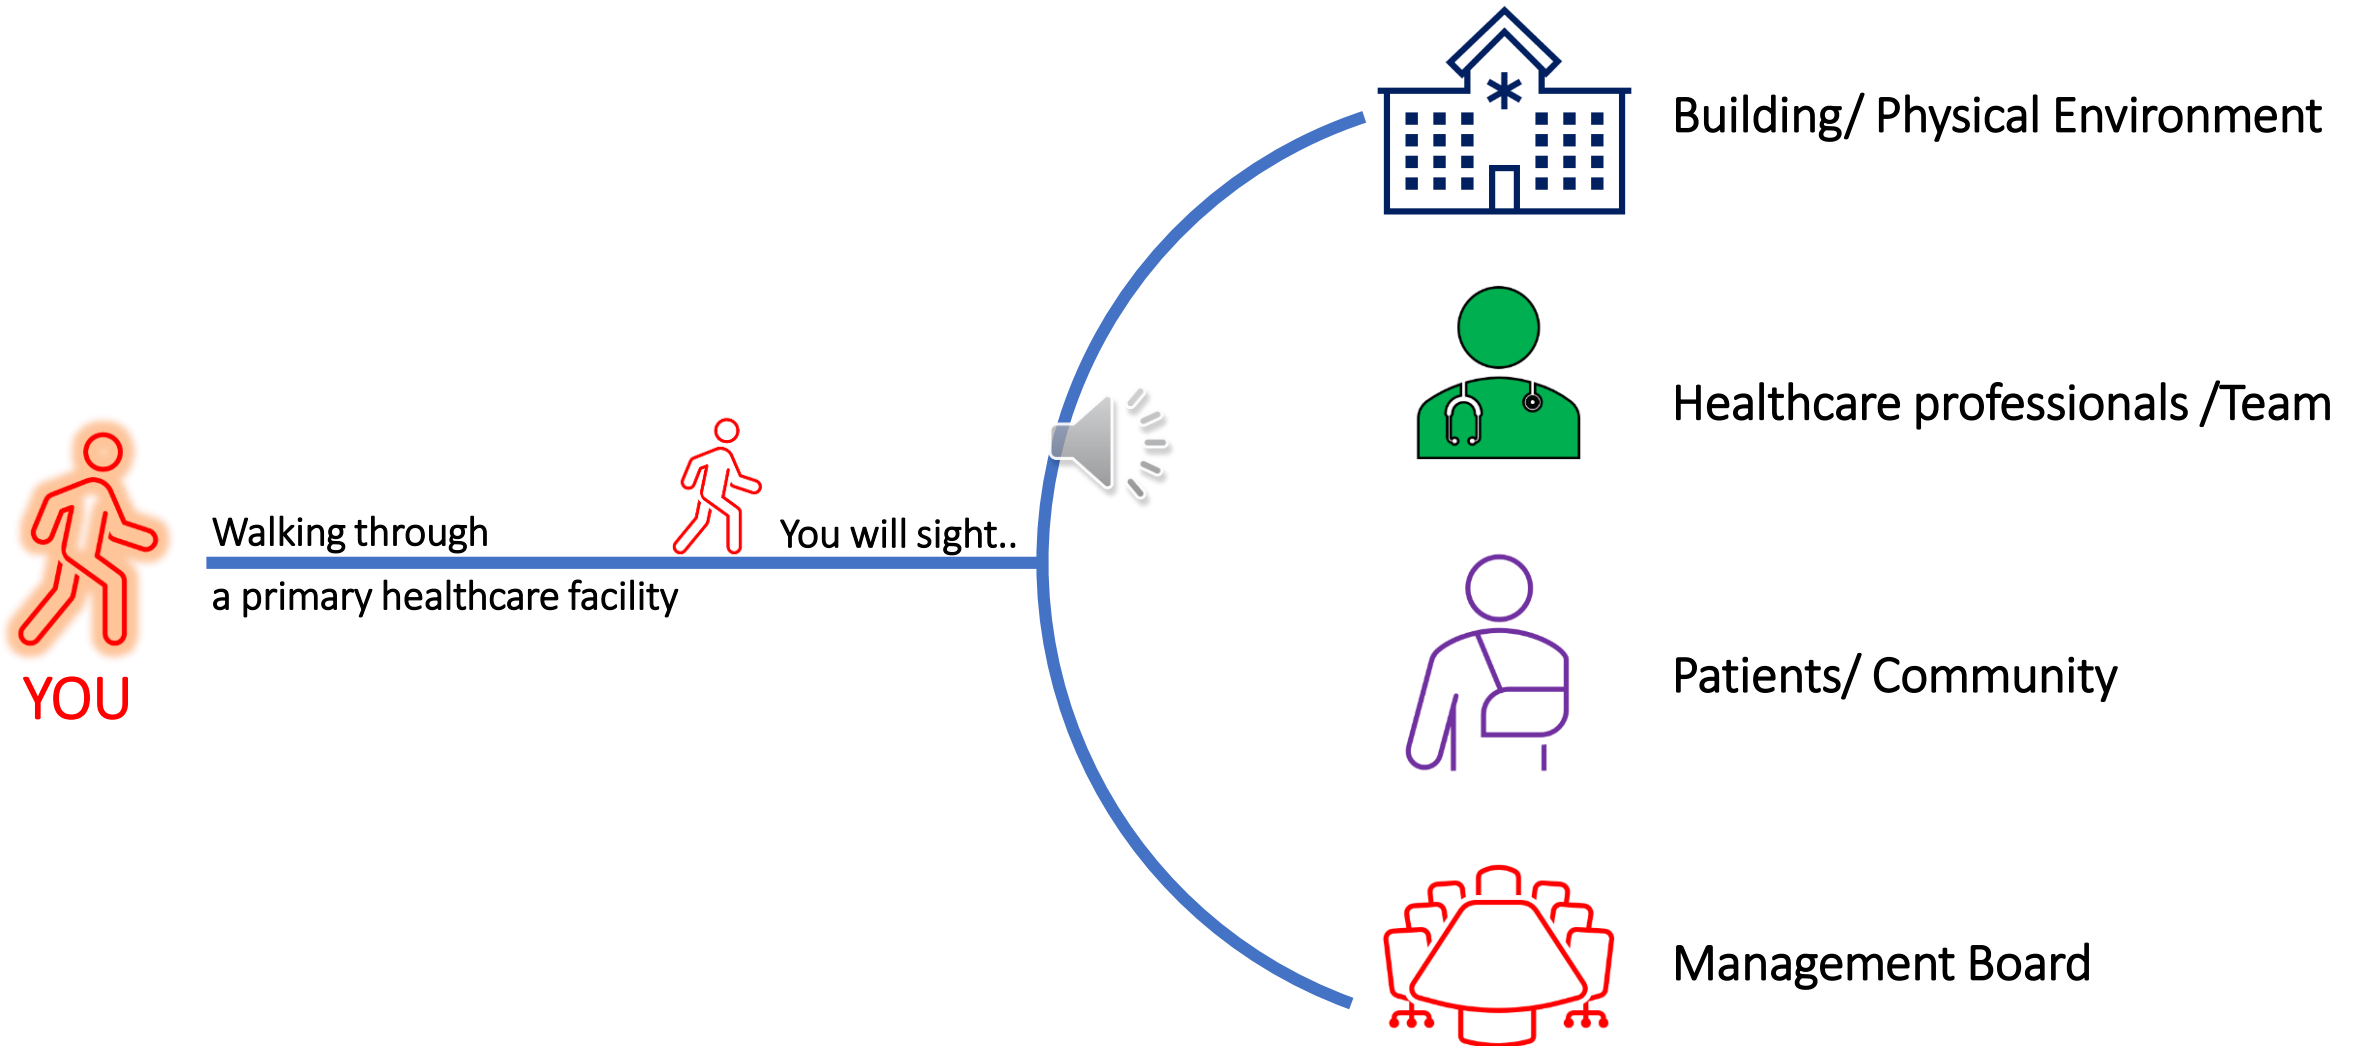 Building/ Physical Environment
Healthcare professionals /Team
Walking through
You will sight..
a primary healthcare facility
YOU
Patients/ Community
Management Board